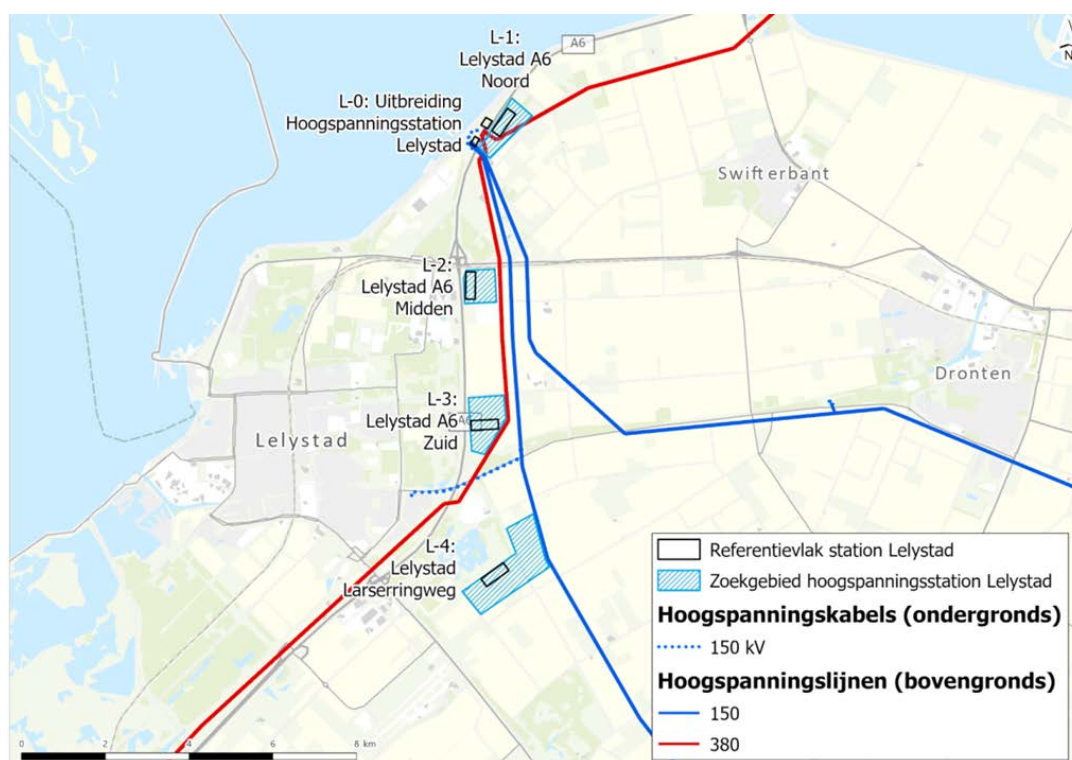 L-1:
Lelystad A6
Noord
A6
N
L-0: Uitbreiding
Hoogspanningsstation
Lelystad
Swifterbant
L-2:
Lelystad A6
Midden
Dronten
L-3:
Lelystad A6
Zuid
Lelystad
L-4:
Lelystad
Larserringweg
Referentievlak station Lelystad
Zoekgebied hoogspanningsstation Lelystad
Hoogspanningskabels (ondergronds)
150 kV
Hoogspanningslijnen (bovengronds)
150
380
0 2 4 6 8 km